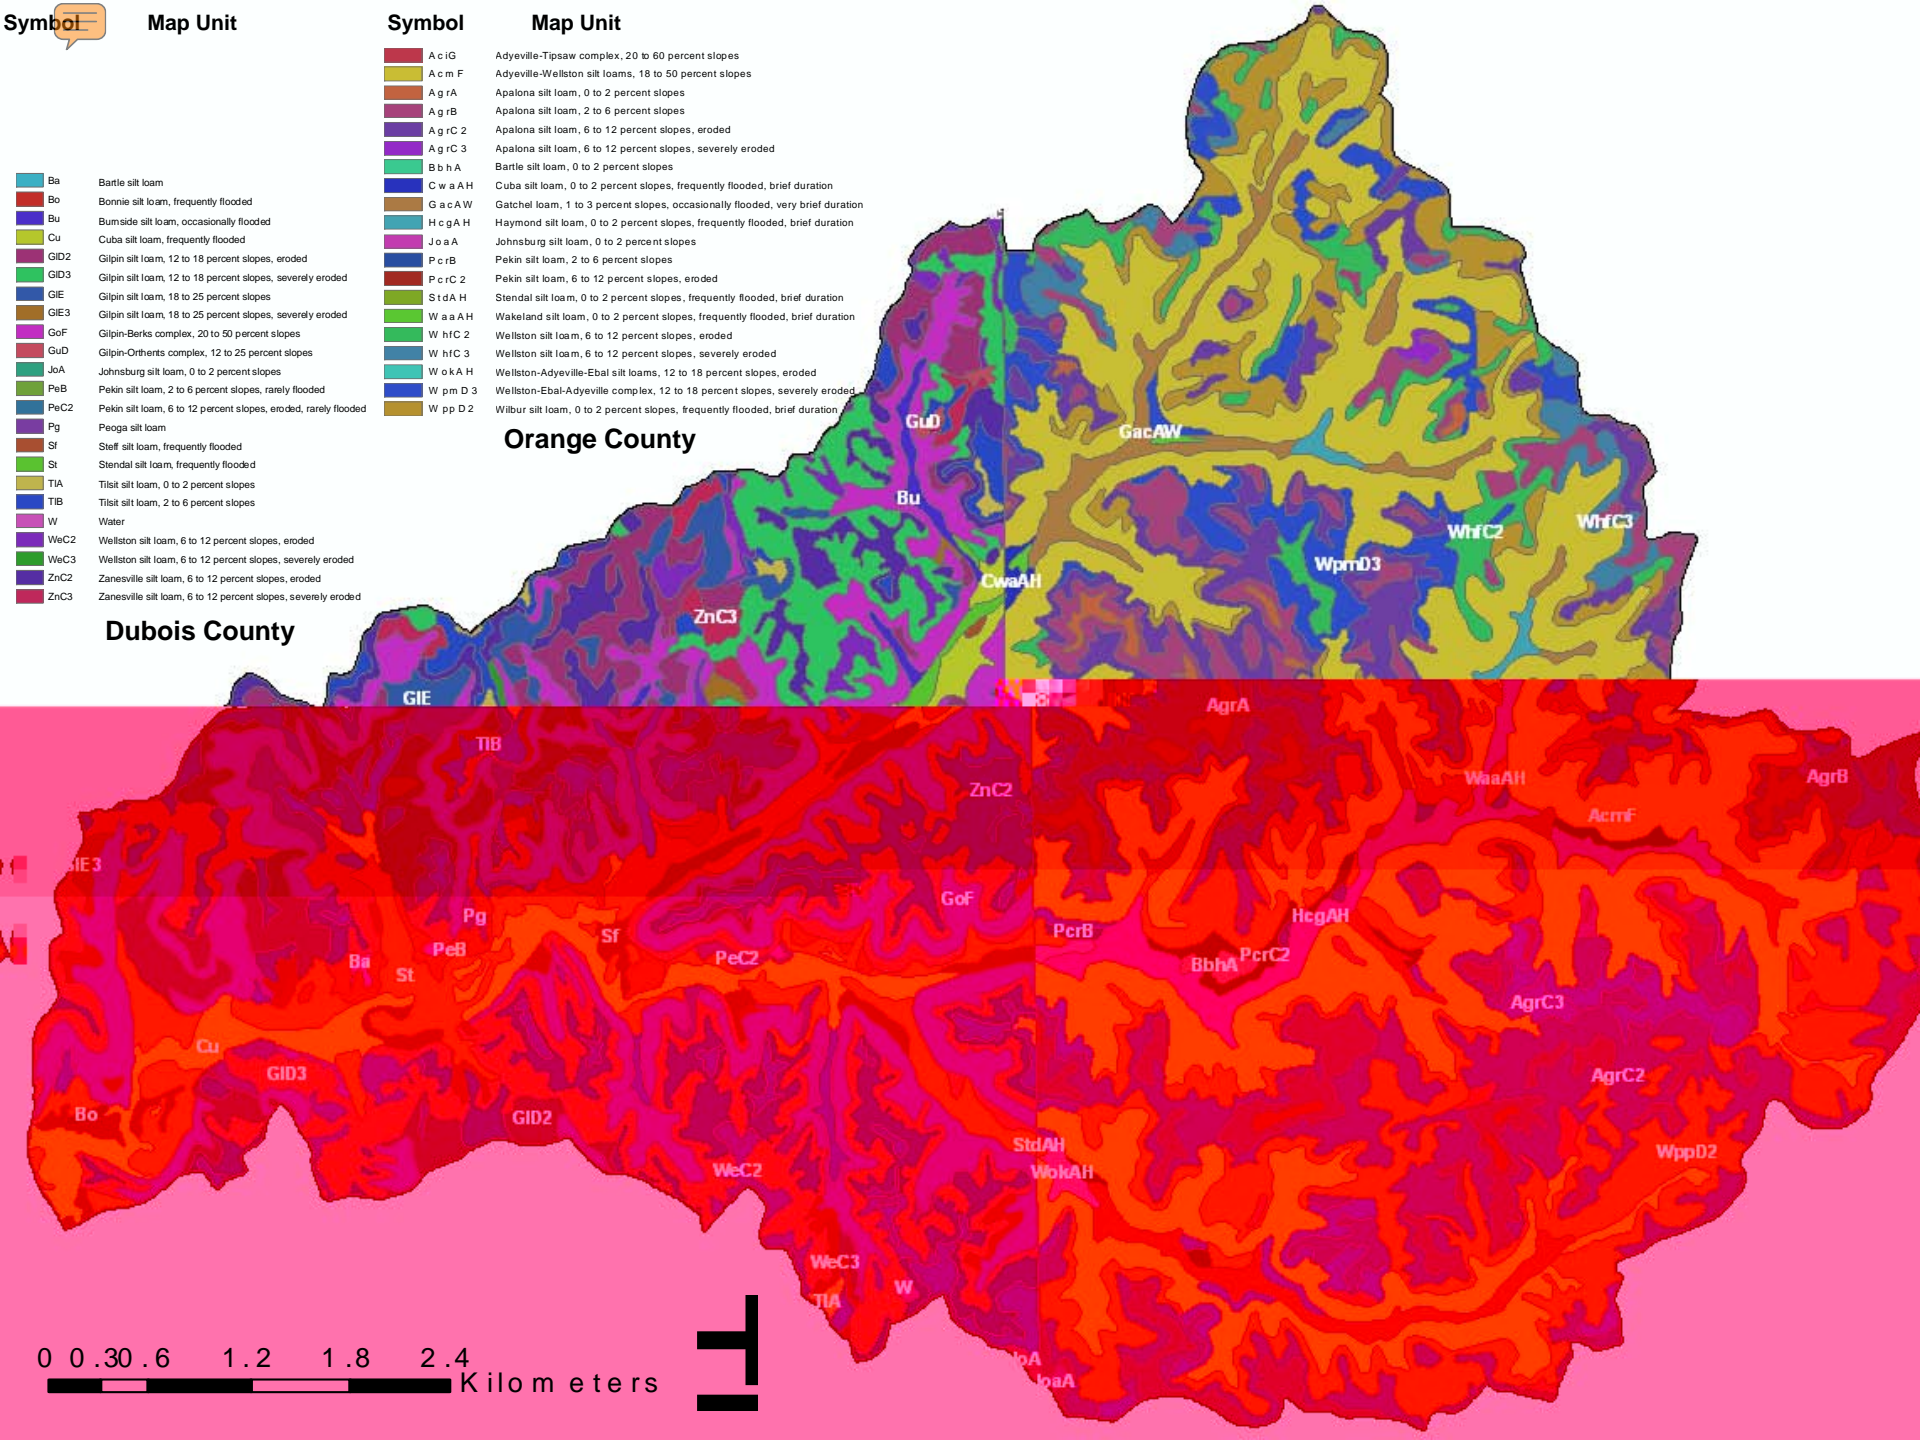 Symbol Map Unit
Symbol Map Unit
AciG Adyeville-Tipsaw complex, 20 to 60 percent slopes
AcmF Adyeville-Wellston silt loams, 18 to 50 percent slopes
AgrA Apalona silt loam, 0 to 2 percent slopes
AgrB Apalona silt loam, 2 to 6 percent slopes
AgrC2 Apalona silt loam, 6 to 12 percent slopes, eroded
AgrC3 Apalona silt loam, 6 to 12 percent slopes, severely eroded
BbhA Bartle silt loam, 0 to 2 percent slopes
CwaAH Cuba silt loam, 0 to 2 percent slopes, frequently flooded, brief duration
GacAW Gatchel loam, 1 to 3 percent slopes, occasionally flooded, very brief duration
HcgAH Haymond silt loam, 0 to 2 percent slopes, frequently flooded, brief duration
JoaA Johnsburg silt loam, 0 to 2 percent slopes
PcrB Pekin silt loam, 2 to 6 percent slopes
PcrC2 Pekin silt loam, 6 to 12 percent slopes, eroded
StdAH Stendal silt loam, 0 to 2 percent slopes, frequently flooded, brief duration
WaaAH Wakeland silt loam, 0 to 2 percent slopes, frequently flooded, brief duration
WhfC2 Wellston silt loam, 6 to 12 percent slopes, eroded
WhfC3 Wellston silt loam, 6 to 12 percent slopes, severely eroded
WokAH Wellston-Adyeville-Ebal silt loams, 12 to 18 percent slopes, eroded
WpmD3 Wellston-Ebal-Adyeville complex, 12 to 18 percent slopes, severely eroded
WppD2 Wilbur silt loam, 0 to 2 percent slopes, frequently flooded, brief duration
Orange County
Ba Bartle silt loam
Bo Bonnie silt loam, frequently flooded
Bu Burnside silt loam, occasionally flooded
Cu Cuba silt loam, frequently flooded
GlD2 Gilpin silt loam, 12 to 18 percent slopes, eroded
GlD3 Gilpin silt loam, 12 to 18 percent slopes, severely eroded
GlE Gilpin silt loam, 18 to 25 percent slopes
GlE3 Gilpin silt loam, 18 to 25 percent slopes, severely eroded
GoF Gilpin-Berks complex, 20 to 50 percent slopes
GuD Gilpin-Orthents complex, 12 to 25 percent slopes
JoA Johnsburg silt loam, 0 to 2 percent slopes
PeB Pekin silt loam, 2 to 6 percent slopes, rarely flooded
PeC2 Pekin silt loam, 6 to 12 percent slopes, eroded, rarely flooded
Pg Peoga silt loam
Sf Steff silt loam, frequently flooded
St Stendal silt loam, frequently flooded
TlA Tilsit silt loam, 0 to 2 percent slopes
TlB Tilsit silt loam, 2 to 6 percent slopes
W Water
WeC2 Wellston silt loam, 6 to 12 percent slopes, eroded
WeC3 Wellston silt loam, 6 to 12 percent slopes, severely eroded
ZnC2 Zanesville silt loam, 6 to 12 percent slopes, eroded
ZnC3 Zanesville silt loam, 6 to 12 percent slopes, severely eroded
Dubois County
GuD
GacAW
Bu
WhfC3
WhfC2
WpmD3
CwaAH
ZnC3
GlE
AgrA
TlB
WaaAH
AgrB
ZnC2
AcmF
GlE3
GoF
Pg
HcgAH
PcrB
Sf
PeB
PcrC2
PeC2
Ba
BbhA
St
AgrC3
Cu
GlD3
AgrC2
Bo
GlD2
StdAH
WppD2
WeC2
WokAH
WeC3
W
TlA
JoA
JoaA
0 0.3 0.6 1.2 1.8 2.4
Kilometers